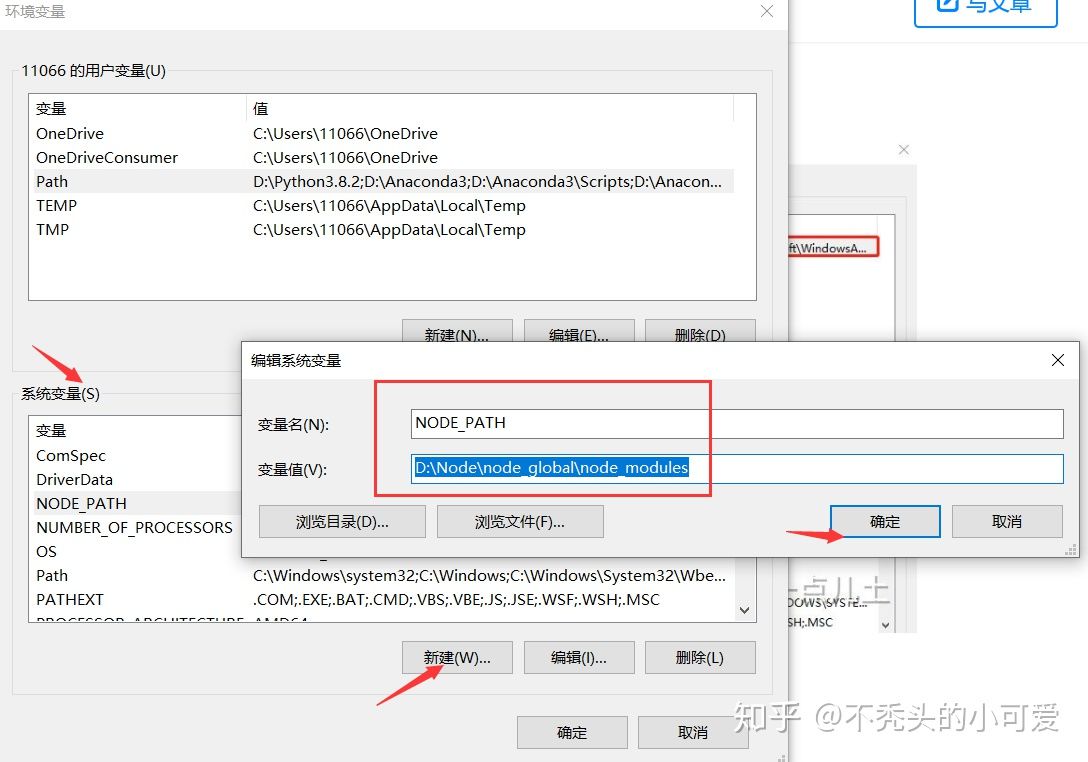 环境变量
写文章
11066 的用户变量(U)
变量 值
OneDrive C:\Users\11066\OneDrive
OneDriveConsumer C:\Users\11066\OneDrive
Path D:\Python3.8.2;D:\Anaconda3;D:\Anaconda3\Scripts;D:\Anacon...
TEMP C:\Users\11066\AppData\Local\Temp
TMP C:\Users\11066\AppData\Local\Temp
ft\WindowsA...
新建(N)... 编辑(E)... 删除(D)
编辑系统变量
变量名(N): NODE_PATH
变量值(V): D:\Node\node_global\node_modules
浏览目录(D)... 浏览文件(F)... 确定 取消
系统变量(S)
变量
ComSpec
DriverData
NODE_PATH
NUMBER_OF_PROCESSORS
OS
Path C:\Windows\system32;C:\Windows;C:\Windows\System32\Wbe...
PATHEXT .COM;.EXE;.BAT;.CMD;.VBS;.VBE;.JS;.JSE;.WSF;.WSH;.MSC
PROCESSOR_ARCHITECTURE AMD64
一点儿土
DOWS\SYSTE...
SH;.MSC
新建(W)... 编辑(I)... 删除(L)
确定 取消
知乎 @不秃头的小可爱